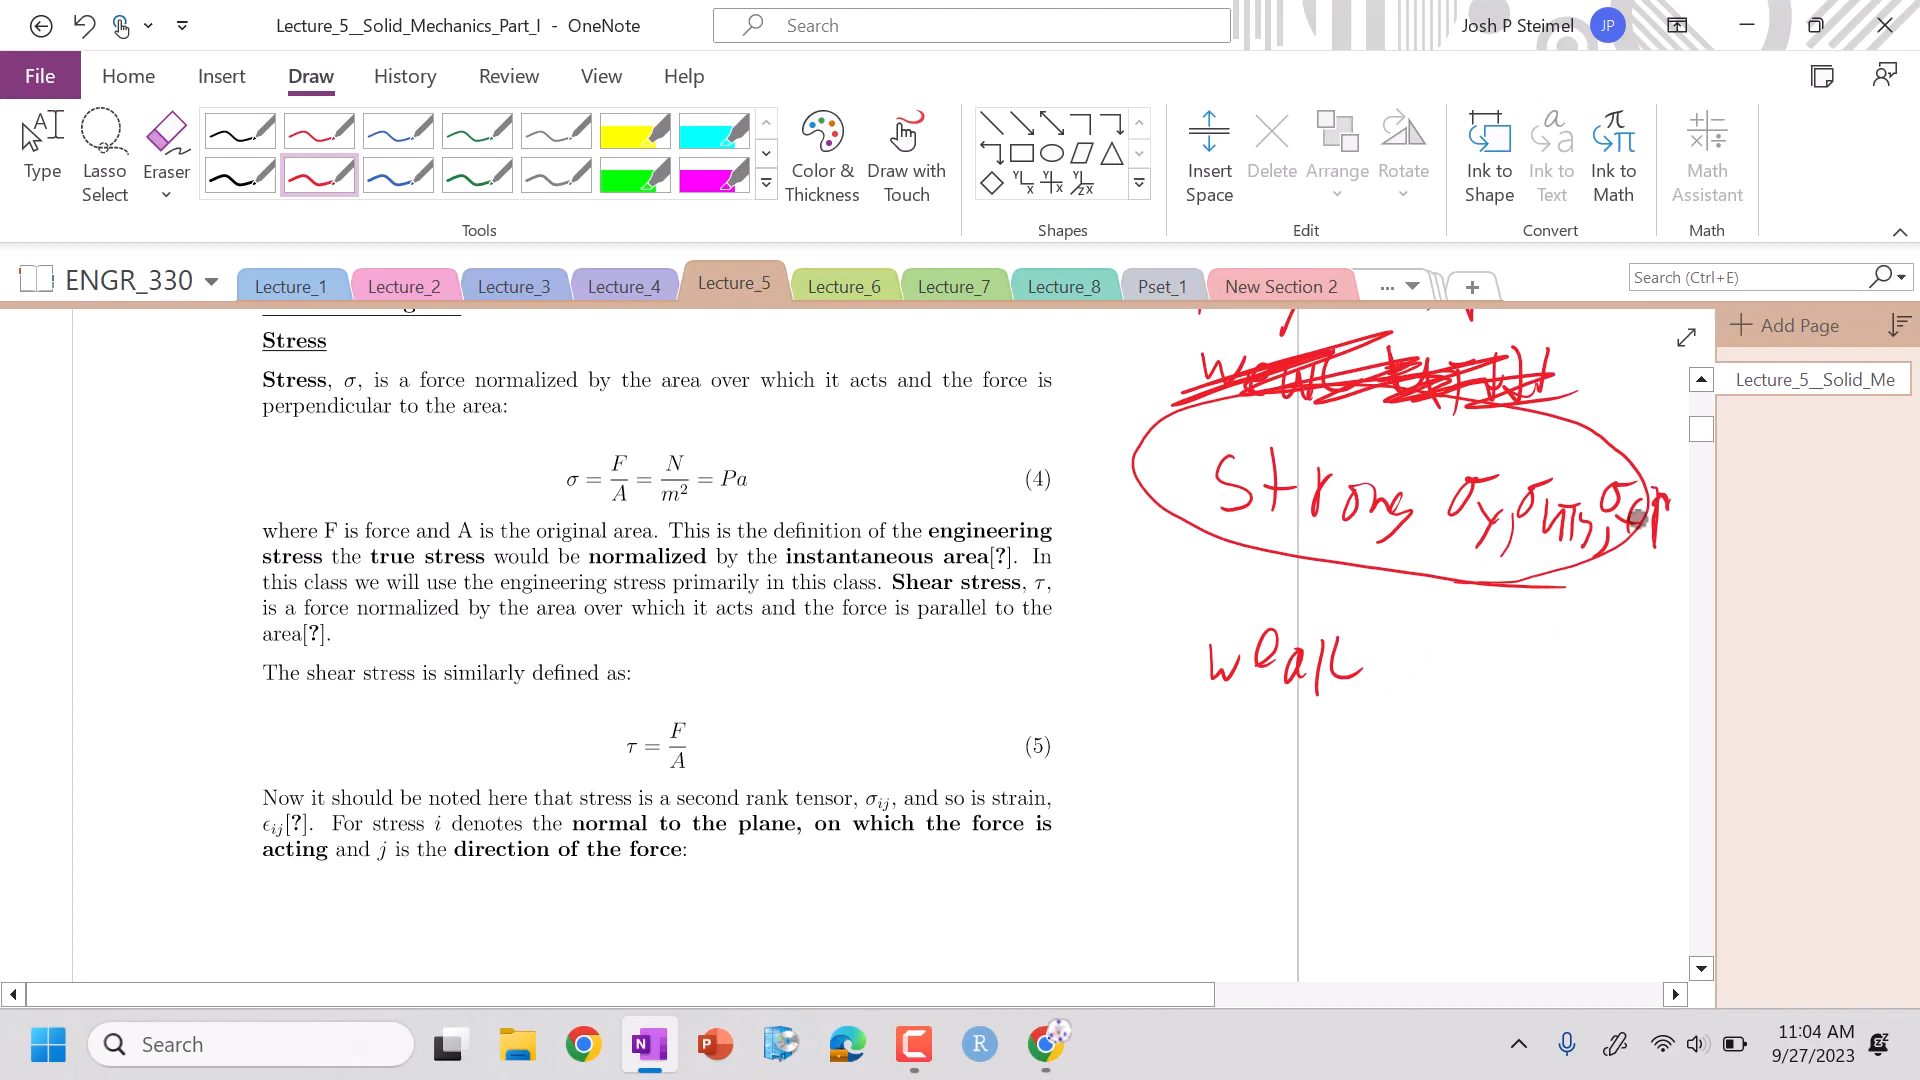 Lecture_5__Solid_Mechanics_Part_I - OneNote
Search
Josh P Steimel
JP
File Home Insert Draw History Review View Help
Type
Lasso Select
Eraser
Color & Thickness
Draw with Touch
Insert Space
Delete
Arrange
Rotate
Ink to Shape
Ink to Text
Ink to Math
Math Assistant
Tools
Shapes
Edit
Convert
Math
ENGR_330
Lecture_1 Lecture_2 Lecture_3 Lecture_4 Lecture_5 Lecture_6 Lecture_7 Lecture_8 Pset_1 New Section 2 ... +
Search (Ctrl+E)
Add Page
Lecture_5__Solid_Me
Stress
Stress, σ, is a force normalized by the area over which it acts and the force is
perpendicular to the area:
σ = F/A = N/m² = Pa (4)
where F is force and A is the original area. This is the definition of the engineering
stress the true stress would be normalized by the instantaneous area[?]. In
this class we will use the engineering stress primarily in this class. Shear stress, τ,
is a force normalized by the area over which it acts and the force is parallel to the
area[?].
The shear stress is similarly defined as:
τ = F/A (5)
Now it should be noted here that stress is a second rank tensor, σij, and so is strain,
ϵij[?]. For stress i denotes the normal to the plane, on which the force is
acting and j is the direction of the force:
Strong σy, σUTS,
weak
Search
11:04 AM
9/27/2023